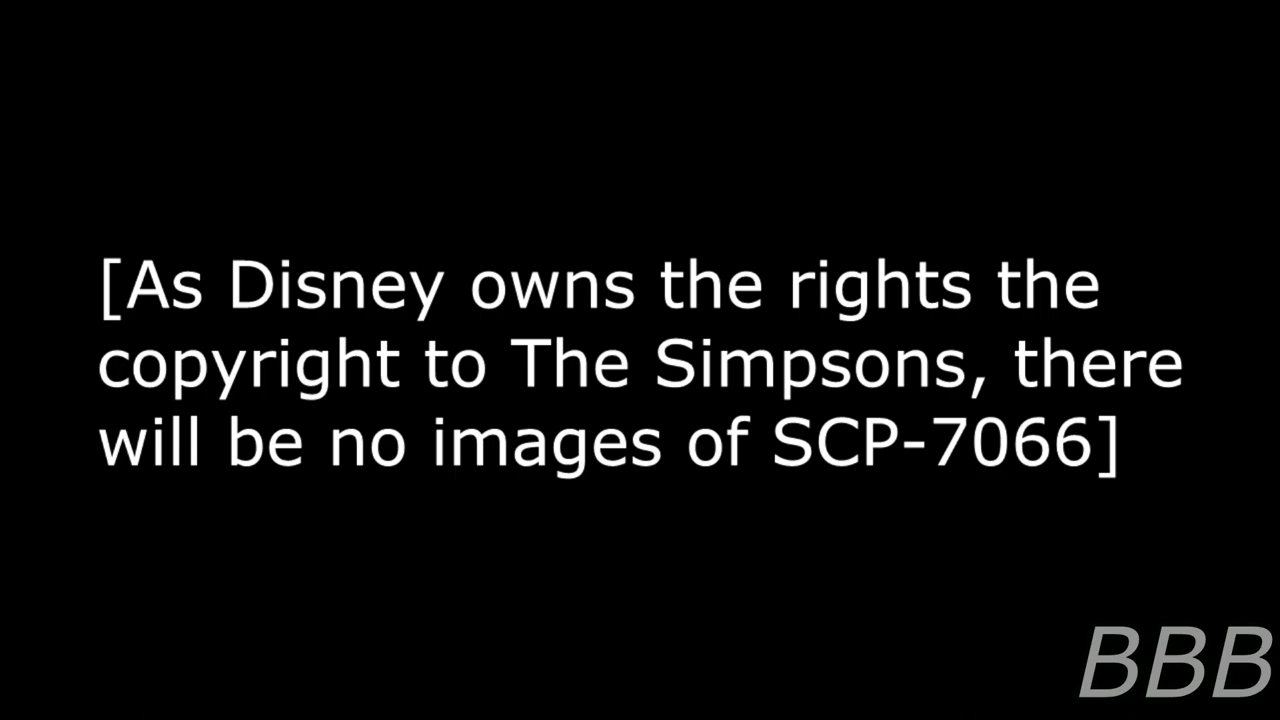 [As Disney owns the rights the
copyright to The Simpsons, there
will be no images of SCP-7066]
BBB